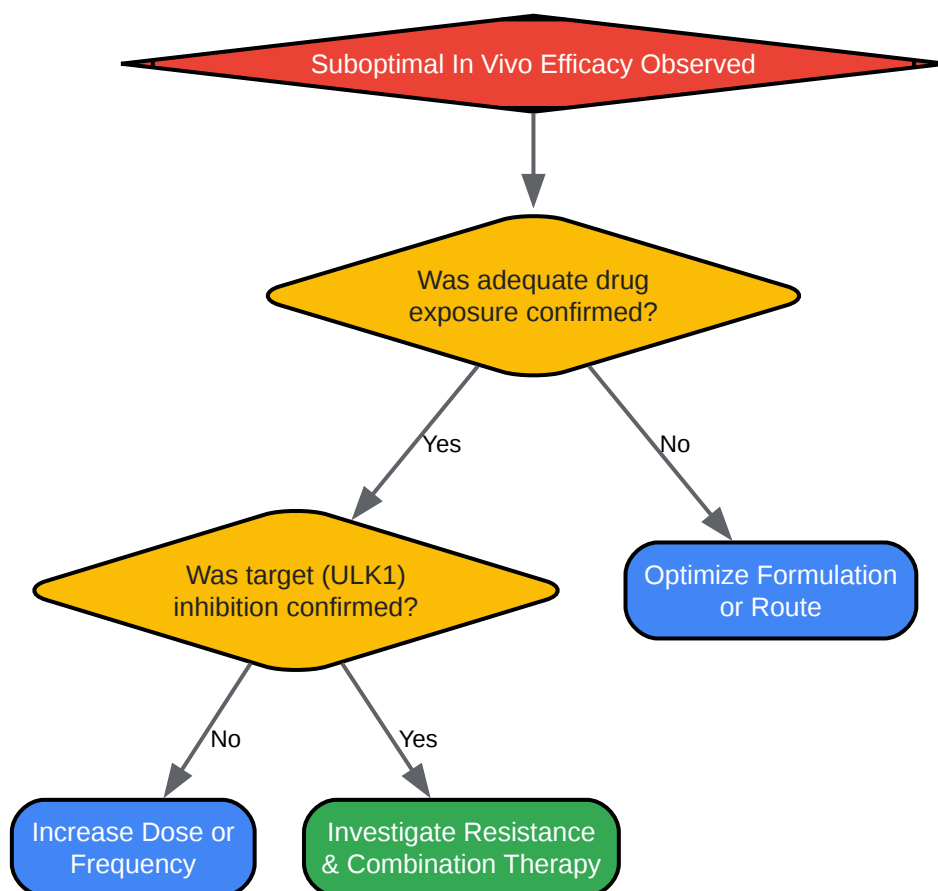 Suboptimal In Vivo Efficacy Observed
Was adequate drug
exposure confirmed?
Yes
No
Was target (ULK1)
inhibition confirmed?
Optimize Formulation
or Route
No
Yes
Increase Dose or
Frequency
Investigate Resistance
& Combination Therapy